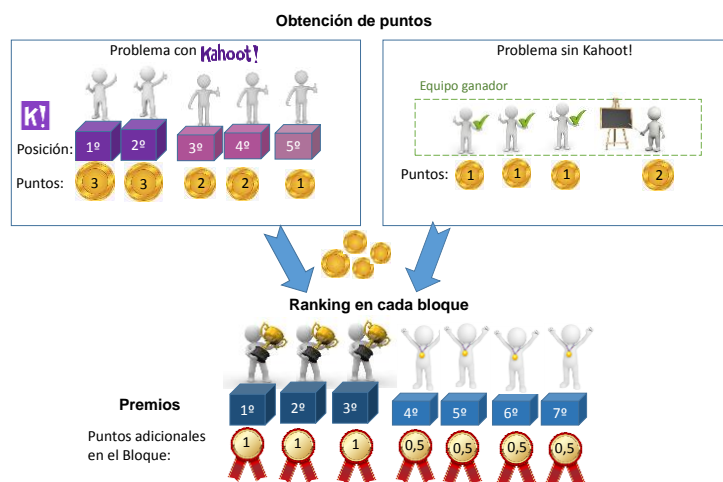 Obtención de puntos
Problema con Kahoot!
K!
Posición: 1º 2º 3º 4º 5º
Puntos: 3 3 2 2 1
Problema sin Kahoot!
Equipo ganador
Puntos: 1 1 1 2
Ranking en cada bloque
Premios 1º 2º 3º 4º 5º 6º 7º
Puntos adicionales
en el Bloque: 1 1 1 0,5 0,5 0,5 0,5